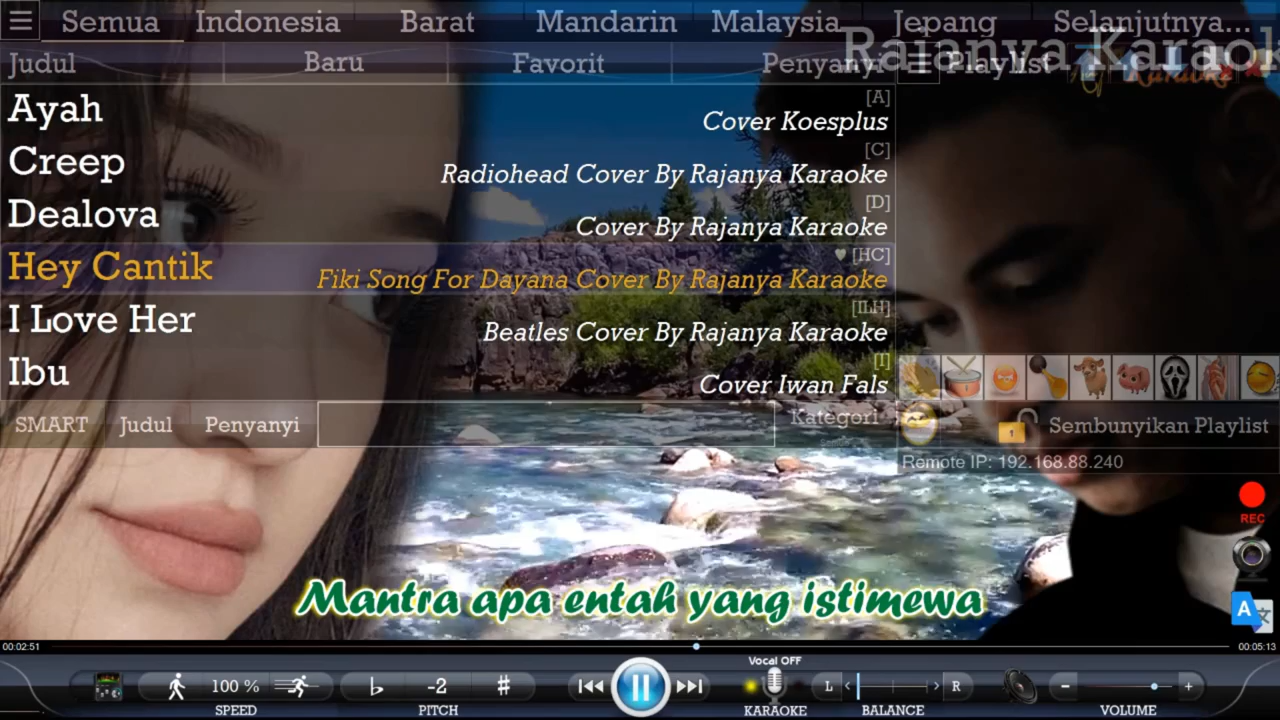 Semua Indonesia Barat Mandarin Malaysia Jepang Selanjutnya...
Rajanya Karaok
Judul Baru Favorit Penyanyi Playlist
Karaoke
Ayah [A]
Cover Koesplus
Creep [C]
Radiohead Cover By Rajanya Karaoke
Dealova [D]
Cover By Rajanya Karaoke
Hey Cantik ♥ [HC]
Fiki Song For Dayana Cover By Rajanya Karaoke
I Love Her [ILH]
Beatles Cover By Rajanya Karaoke
Ibu [I]
Cover Iwan Fals
SMART Judul Penyanyi Kategori
1 Sembunyikan Playlist
Remote IP: 192.168.88.240
REC
A 文
Mantra apa entah yang istimewa
00:02:51 00:05:13
Vocal OFF
100 % ♭ -2 ♯ L < > R - +
SPEED PITCH KARAOKE BALANCE VOLUME